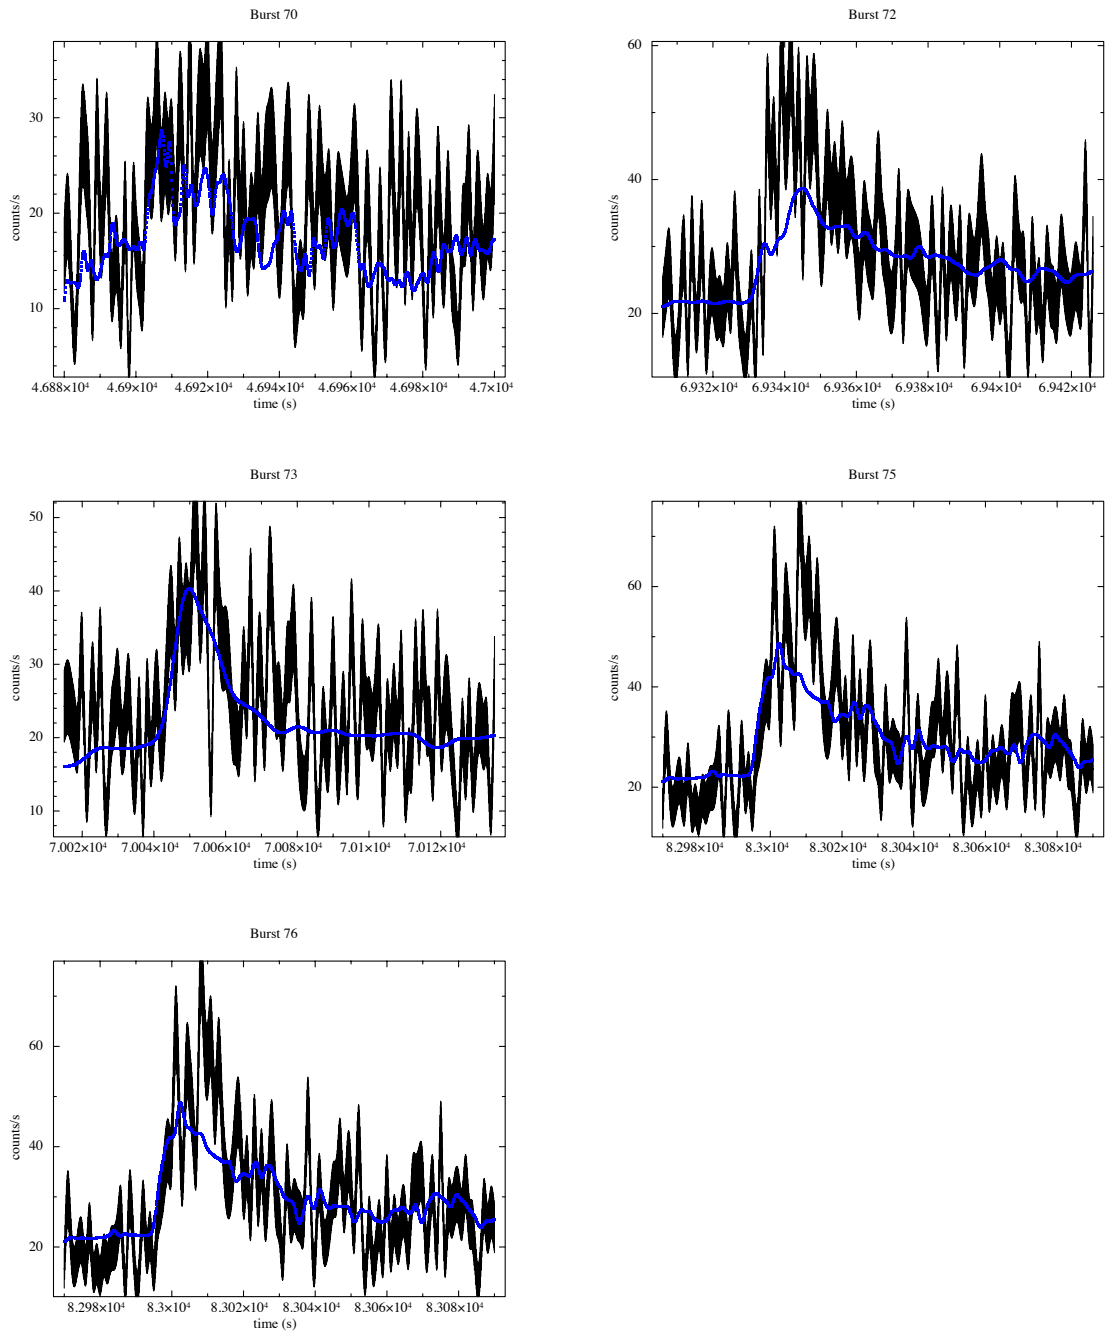 Burst 70
30
20
10
counts/s
4.688×10⁴ 4.69×10⁴ 4.692×10⁴ 4.694×10⁴ 4.696×10⁴ 4.698×10⁴ 4.7×10⁴
time (s)
Burst 72
60
40
20
counts/s
6.932×10⁴ 6.934×10⁴ 6.936×10⁴ 6.938×10⁴ 6.94×10⁴ 6.942×10⁴
time (s)
Burst 73
50
40
30
20
10
counts/s
7.002×10⁴ 7.004×10⁴ 7.006×10⁴ 7.008×10⁴ 7.01×10⁴ 7.012×10⁴
time (s)
Burst 75
60
40
20
counts/s
8.298×10⁴ 8.3×10⁴ 8.302×10⁴ 8.304×10⁴ 8.306×10⁴ 8.308×10⁴
time (s)
Burst 76
60
40
20
counts/s
8.298×10⁴ 8.3×10⁴ 8.302×10⁴ 8.304×10⁴ 8.306×10⁴ 8.308×10⁴
time (s)